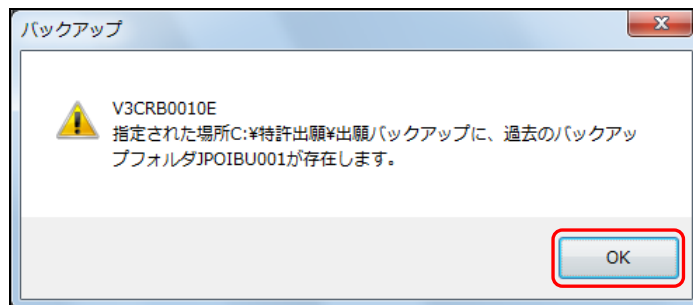 バックアップ
V3CRB0010E
指定された場所C:¥特許出願¥出願バックアップに、過去のバックアッ
プフォルダJPOIBU001が存在します。
OK